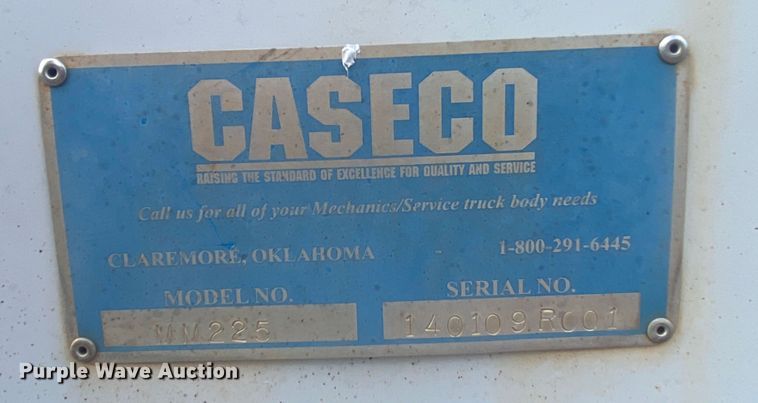 CASECO
RAISING THE STANDARD OF EXCELLENCE FOR QUALITY AND SERVICE
Call us for all of your Mechanics/Service truck body needs
CLAREMORE, OKLAHOMA - 1-800-291-6445
MODEL NO. SERIAL NO.
MM225 140109.RC01
Purple Wave Auction